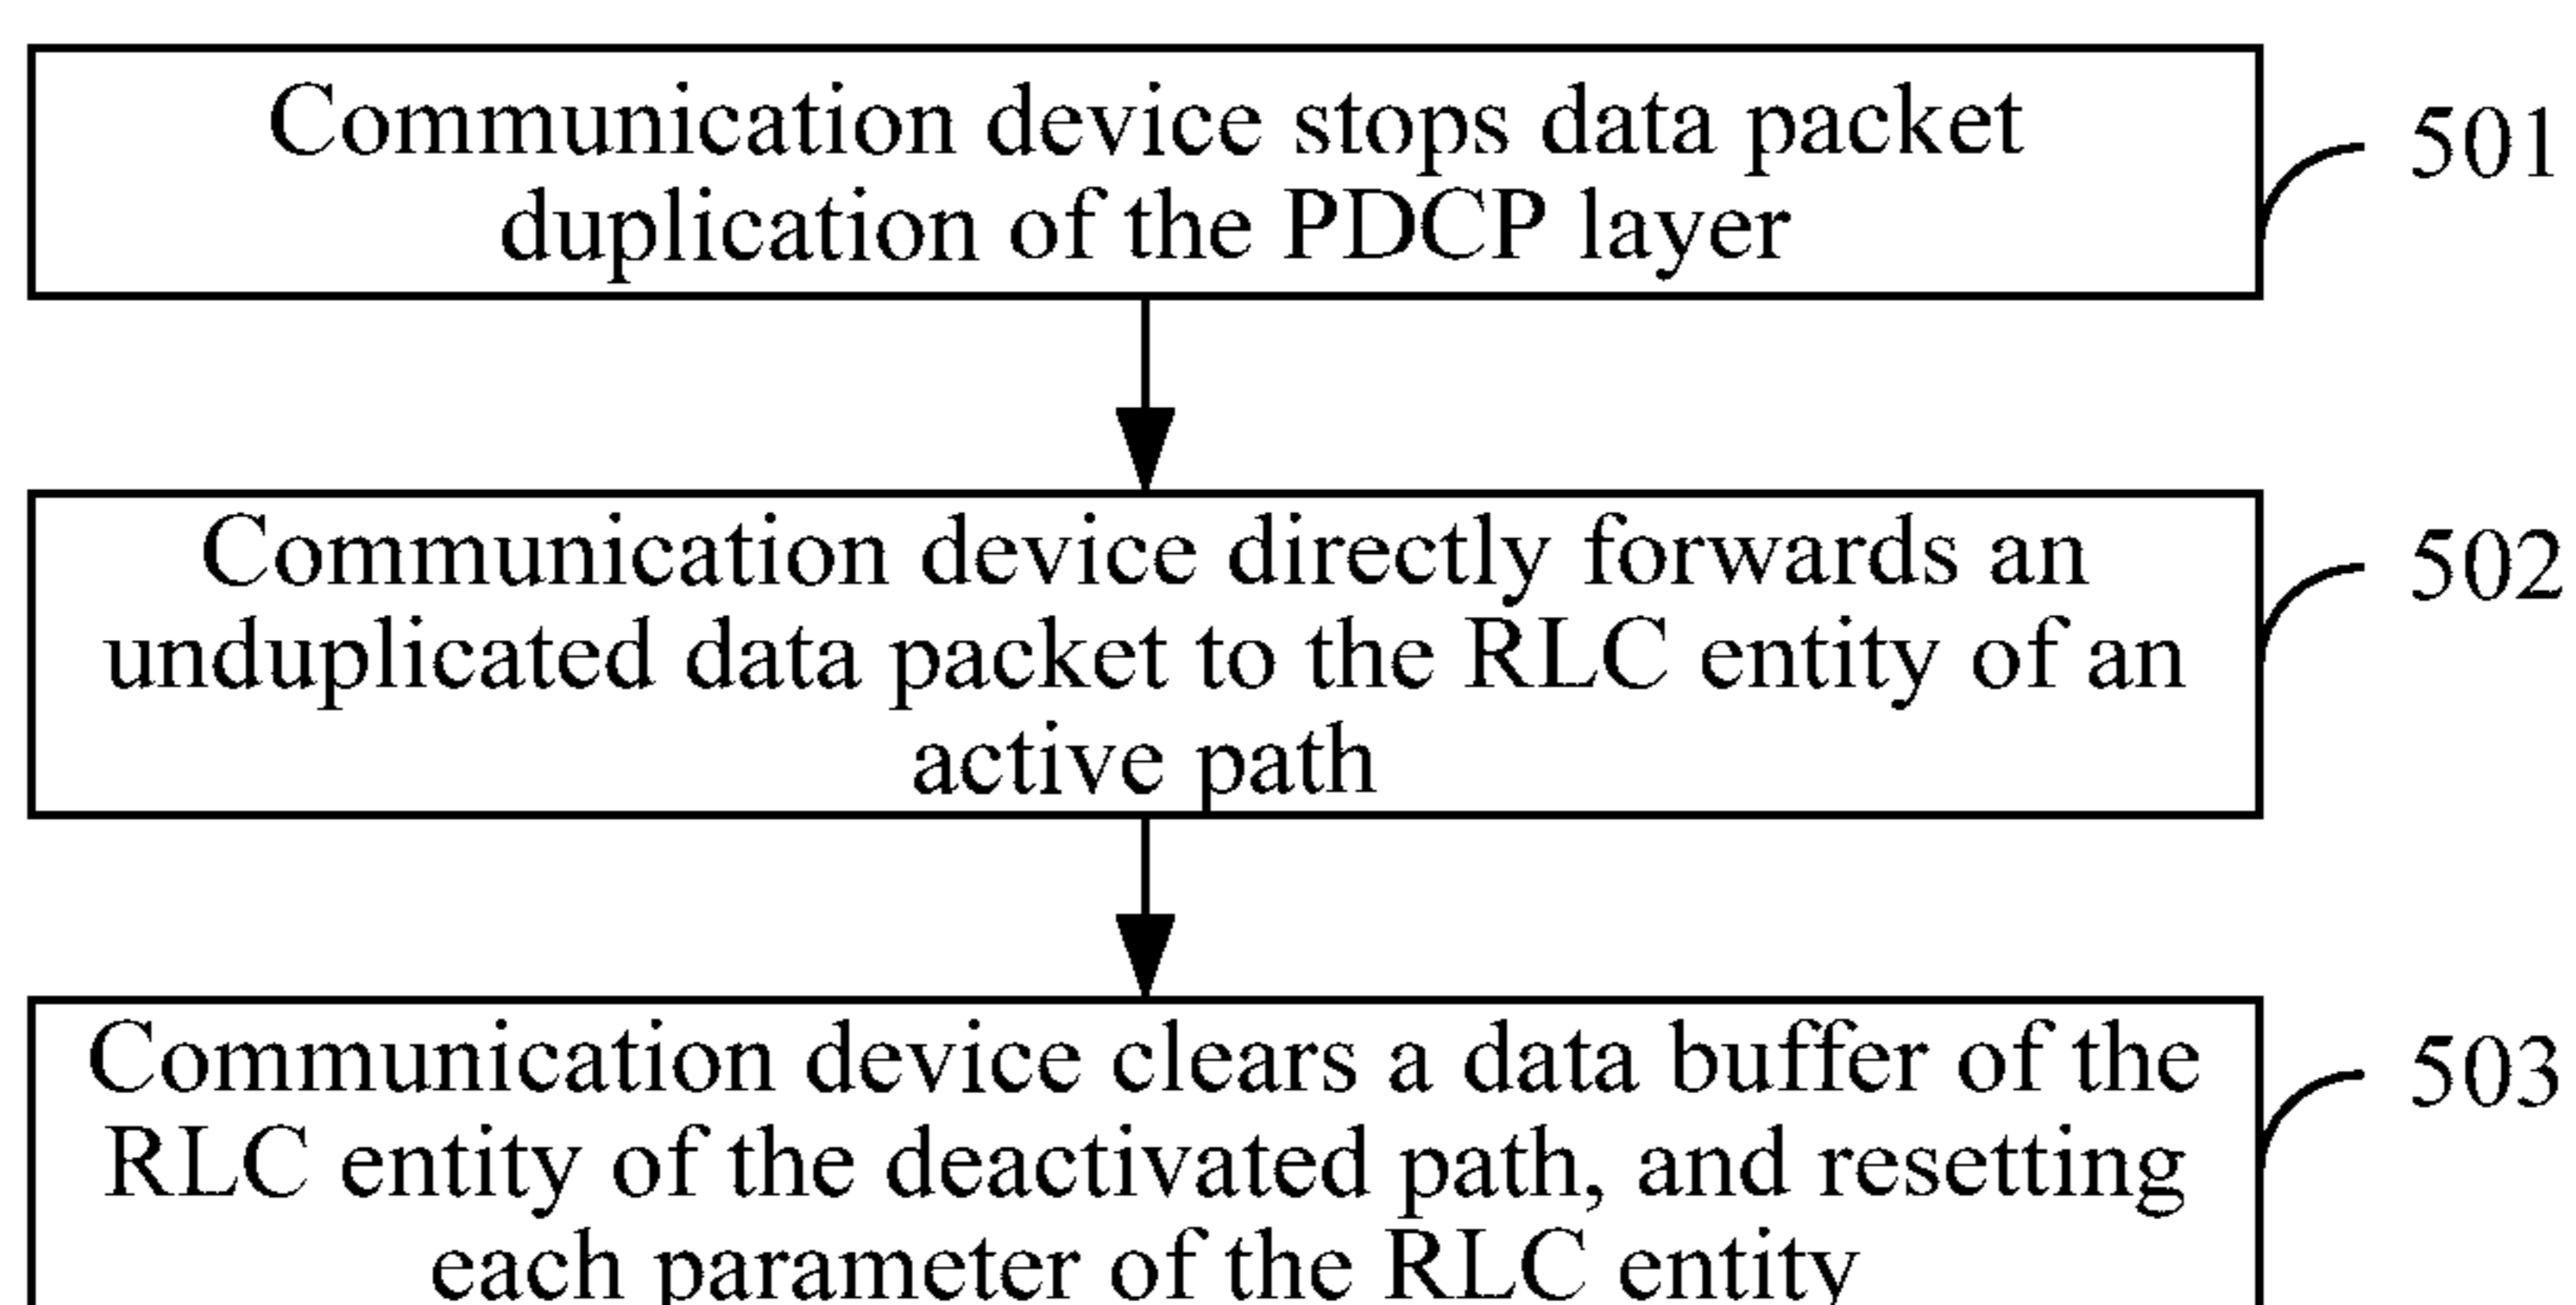 Communication device stops data packet
duplication of the PDCP layer
501
Communication device directly forwards an
unduplicated data packet to the RLC entity of an
active path
502
Communication device clears a data buffer of the
RLC entity of the deactivated path, and resetting
each parameter of the RLC entity
503